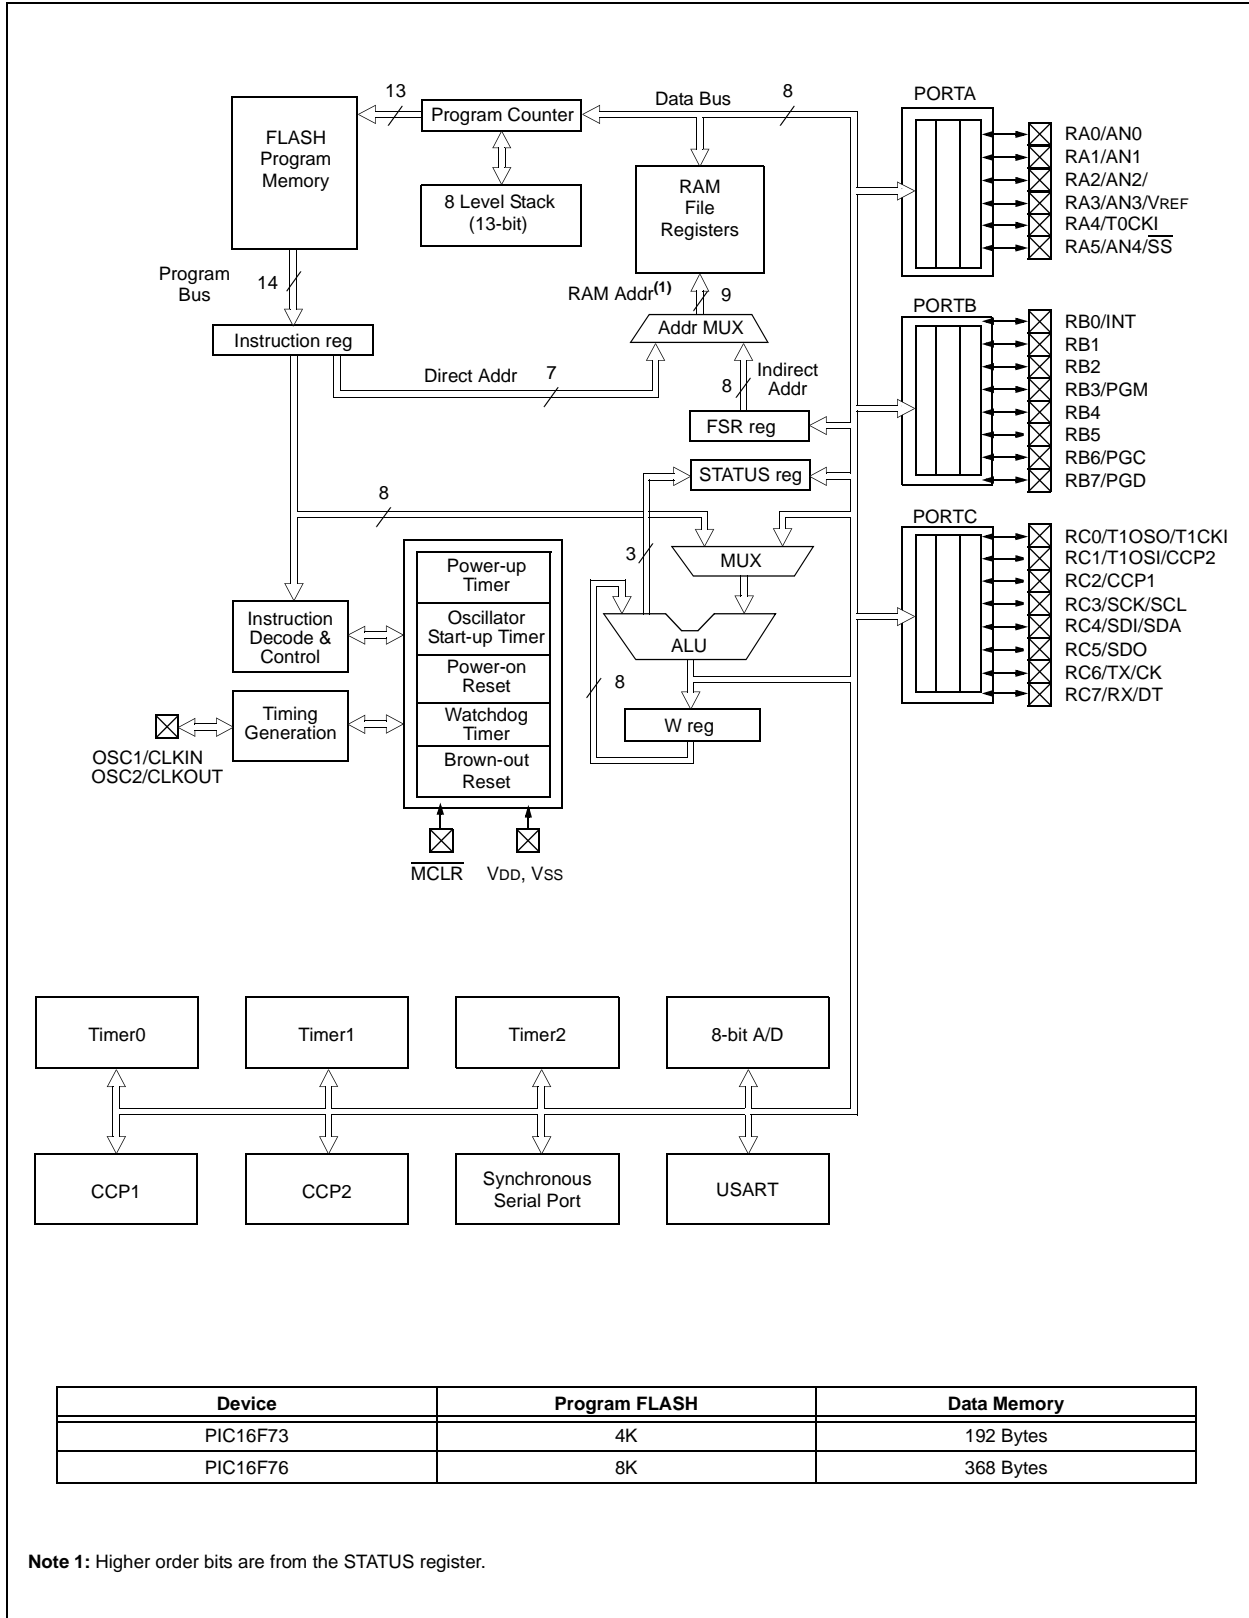 13
Data Bus
8
PORTA
FLASH
Program
Memory
Program Counter
8 Level Stack
(13-bit)
RAM
File
Registers
RA0/AN0
RA1/AN1
RA2/AN2/
RA3/AN3/VREF
RA4/T0CKI
RA5/AN4/SS
Program
Bus
14
RAM Addr(1)
9
PORTB
Instruction reg
Addr MUX
RB0/INT
RB1
RB2
RB3/PGM
RB4
RB5
RB6/PGC
RB7/PGD
Direct Addr
7
8
Indirect
Addr
FSR reg
STATUS reg
8
PORTC
3
MUX
RC0/T1OSO/T1CKI
RC1/T1OSI/CCP2
RC2/CCP1
RC3/SCK/SCL
RC4/SDI/SDA
RC5/SDO
RC6/TX/CK
RC7/RX/DT
Power-up
Timer
Instruction
Decode &
Control
Oscillator
Start-up Timer
ALU
Power-on
Reset
8
Timing
Generation
Watchdog
Timer
W reg
OSC1/CLKIN
OSC2/CLKOUT
Brown-out
Reset
MCLR
VDD, VSS
Timer0
Timer1
Timer2
8-bit A/D
CCP1
CCP2
Synchronous
Serial Port
USART
Device Program FLASH Data Memory
PIC16F73 4K 192 Bytes
PIC16F76 8K 368 Bytes
Note 1: Higher order bits are from the STATUS register.